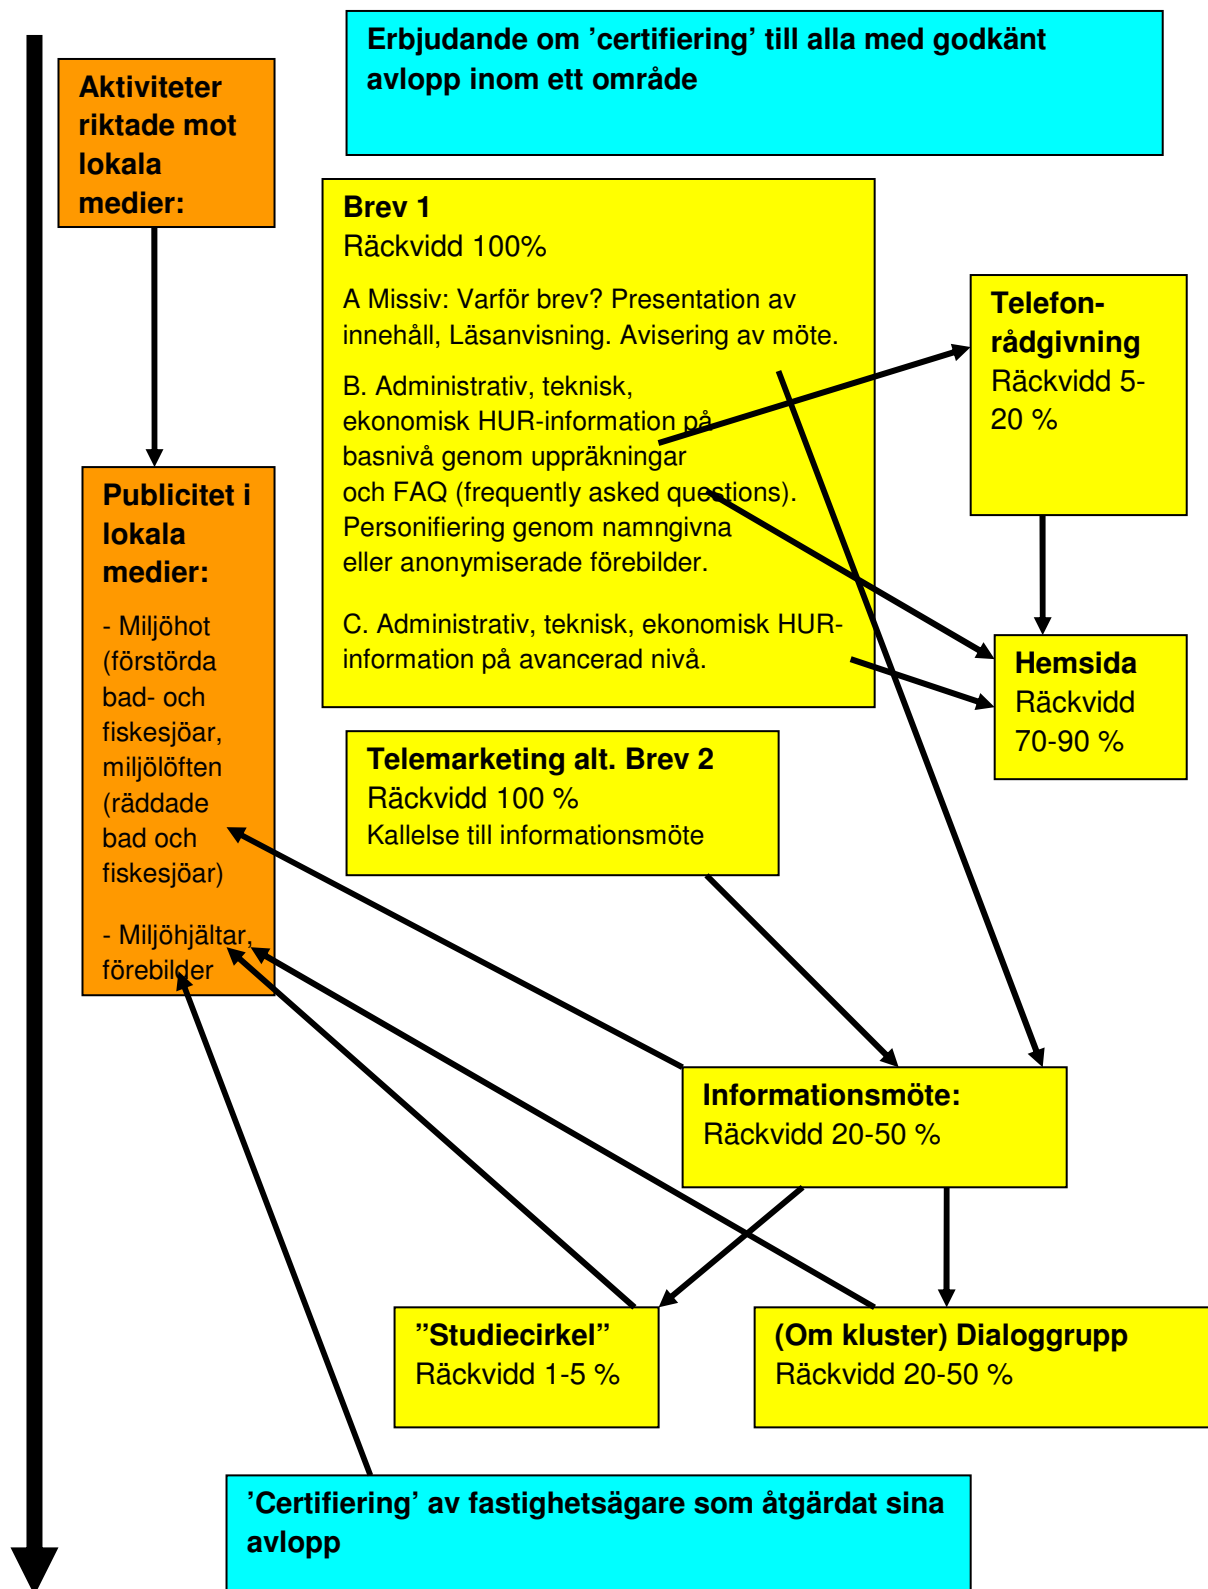 Erbjudande om ’certifiering’ till alla med godkänt
avlopp inom ett område
Aktiviteter
riktade mot
lokala
medier:
Brev 1
Räckvidd 100%
A Missiv: Varför brev? Presentation av
innehåll, Läsanvisning. Avisering av möte.
B. Administrativ, teknisk,
ekonomisk HUR-information på
basnivå genom uppräkningar
och FAQ (frequently asked questions).
Personifiering genom namngivna
eller anonymiserade förebilder.
C. Administrativ, teknisk, ekonomisk HUR-
information på avancerad nivå.
Telefon-
rådgivning
Räckvidd 5-
20 %
Publicitet i
lokala
medier:
- Miljöhot
(förstörda
bad- och
fiskesjöar,
miljölöften
(räddade
bad och
fiskesjöar)
- Miljöhjältar,
förebilder
Hemsida
Räckvidd
70-90 %
Telemarketing alt. Brev 2
Räckvidd 100 %
Kallelse till informationsmöte
Informationsmöte:
Räckvidd 20-50 %
”Studiecirkel”
Räckvidd 1-5 %
(Om kluster) Dialoggrupp
Räckvidd 20-50 %
’Certifiering’ av fastighetsägare som åtgärdat sina
avlopp